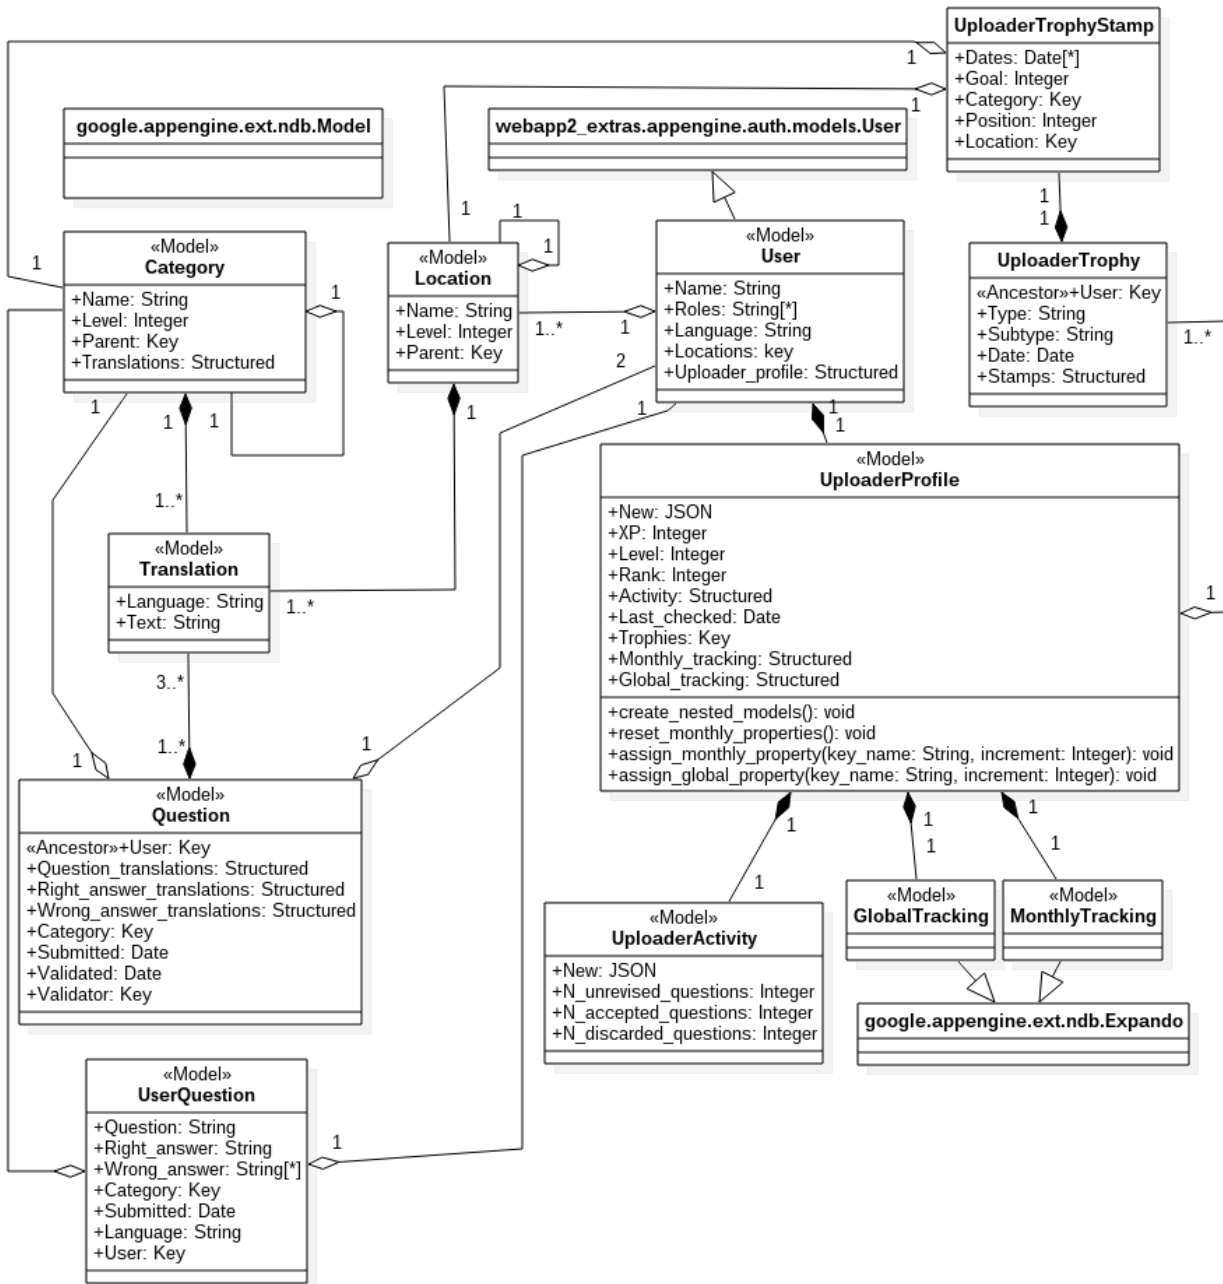 UploaderTrophyStamp
+Dates: Date[*]
+Goal: Integer
+Category: Key
+Position: Integer
+Location: Key
1
1
google.appengine.ext.ndb.Model
webapp2_extras.appengine.auth.models.User
1
1
«Model»
Category
+Name: String
+Level: Integer
+Parent: Key
+Translations: Structured
1
1
1
1
1
1
1
«Model»
Location
+Name: String
+Level: Integer
+Parent: Key
1
1
1
1..*
1
2
1
«Model»
User
+Name: String
+Roles: String[*]
+Language: String
+Locations: key
+Uploader_profile: Structured
1
1
UploaderTrophy
«Ancestor»+User: Key
+Type: String
+Subtype: String
+Date: Date
+Stamps: Structured
1..*
«Model»
UploaderProfile
+New: JSON
+XP: Integer
+Level: Integer
+Rank: Integer
+Activity: Structured
+Last_checked: Date
+Trophies: Key
+Monthly_tracking: Structured
+Global_tracking: Structured
+create_nested_models(): void
+reset_monthly_properties(): void
+assign_monthly_property(key_name: String, increment: Integer): void
+assign_global_property(key_name: String, increment: Integer): void
1
1..*
«Model»
Translation
+Language: String
+Text: String
1..*
3..*
1..*
1
1
«Model»
Question
«Ancestor»+User: Key
+Question_translations: Structured
+Right_answer_translations: Structured
+Wrong_answer_translations: Structured
+Category: Key
+Submitted: Date
+Validated: Date
+Validator: Key
1
1
1
1
1
1
«Model»
UploaderActivity
+New: JSON
+N_unrevised_questions: Integer
+N_accepted_questions: Integer
+N_discarded_questions: Integer
«Model»
GlobalTracking
«Model»
MonthlyTracking
google.appengine.ext.ndb.Expando
«Model»
UserQuestion
+Question: String
+Right_answer: String
+Wrong_answer: String[*]
+Category: Key
+Submitted: Date
+Language: String
+User: Key
1